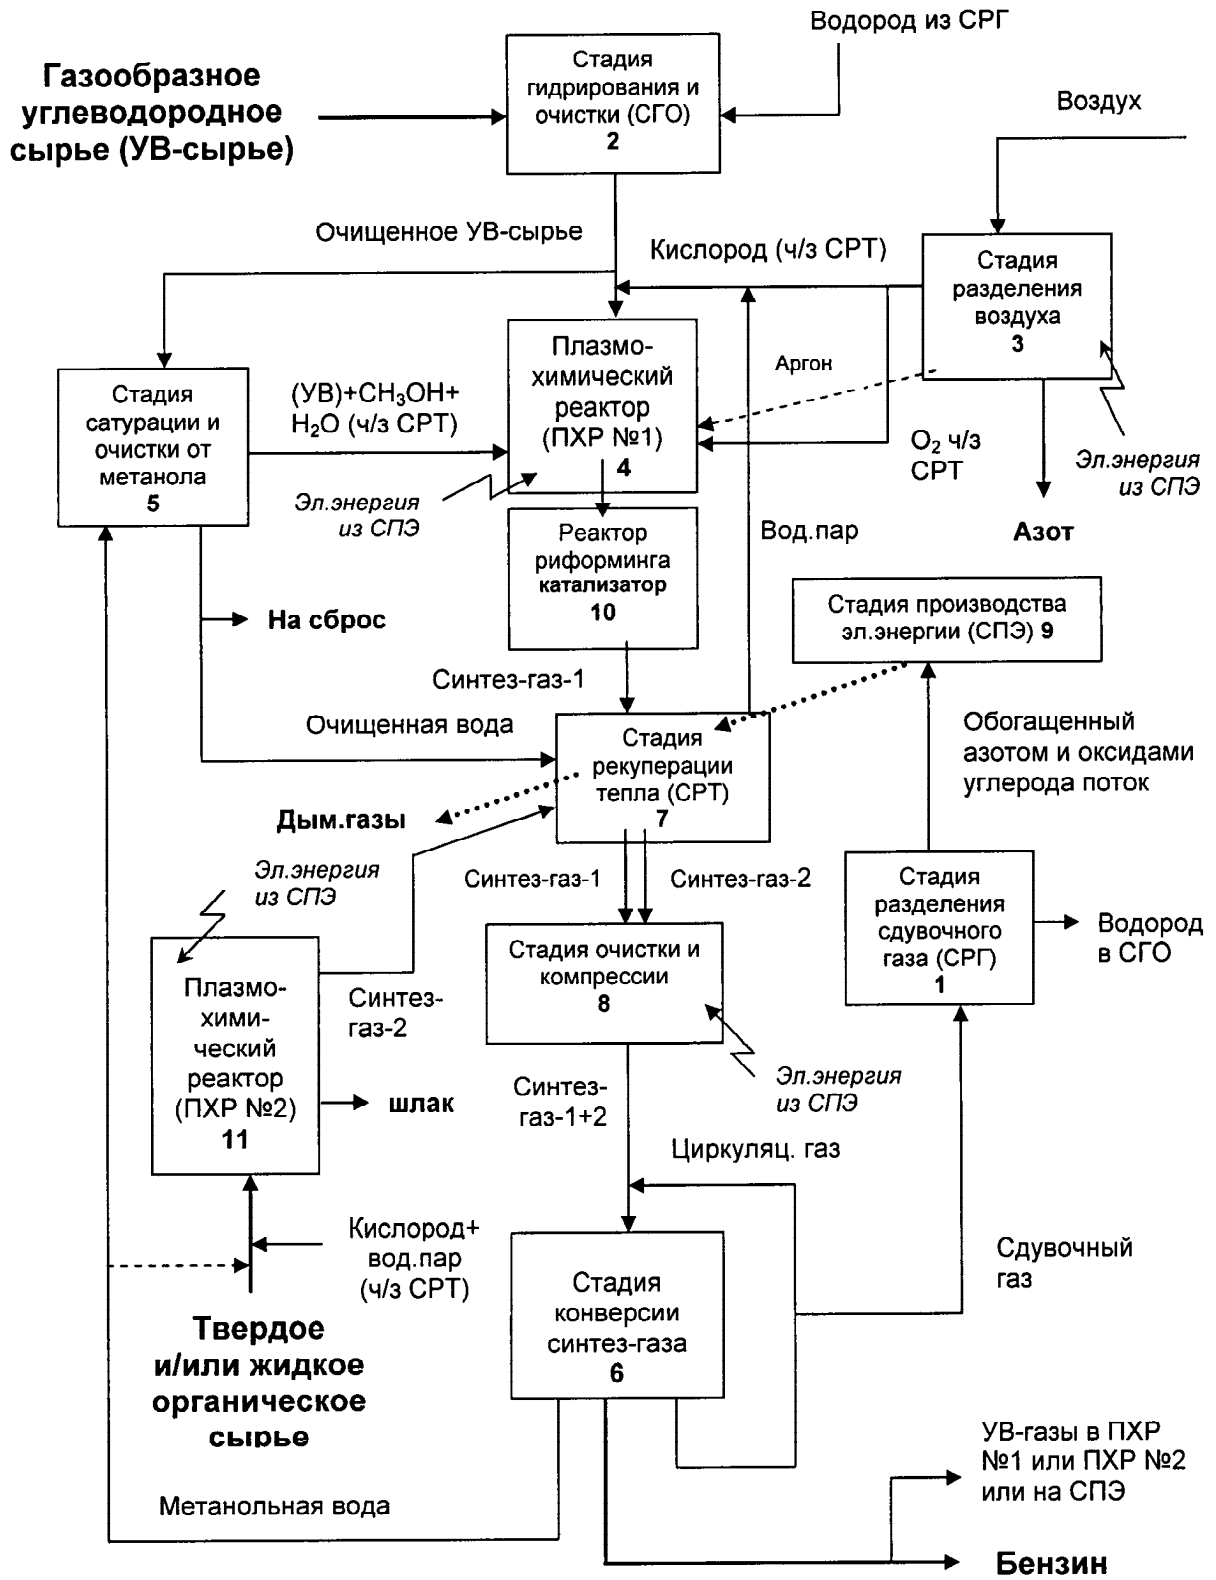 Водород из СРГ
Газообразное
углеводородное
сырье (УВ-сырье)
Стадия
гидрирования и
очистки (СГО)
2
Воздух
Очищенное УВ-сырье
Кислород (ч/з СРТ)
Стадия
разделения
воздуха
3
Плазмо-
химический
реактор
(ПХР №1)
4
Аргон
Стадия
сатурации и
очистки от
метанола
5
(УВ)+CH₃OH+
H₂O (ч/з СРТ)
O₂ ч/з
СРТ
Эл.энергия
из СПЭ
Эл.энергия
из СПЭ
Азот
Вод.пар
Реактор
риформинга
катализатор
10
На сброс
Стадия производства
эл.энергии (СПЭ) 9
Синтез-газ-1
Очищенная вода
Стадия
рекуперации
тепла (СРТ)
7
Обогащенный
азотом и оксидами
углерода поток
Дым.газы
Эл.энергия
из СПЭ
Синтез-газ-1
Синтез-газ-2
Стадия
разделения
сдувочного
газа (СРГ)
1
Водород
в СГО
Стадия очистки и
компрессии
8
Плазмо-
хими-
ческий
реактор
(ПХР №2)
11
Синтез-
газ-2
шлак
Эл.энергия
из СПЭ
Синтез-
газ-1+2
Циркуляц. газ
Кислород+
вод.пар
(ч/з СРТ)
Сдувочный
газ
Стадия
конверсии
синтез-газа
6
Твердое
и/или жидкое
органическое
сырье
УВ-газы в ПХР
№1 или ПХР №2
или на СПЭ
Метанольная вода
Бензин